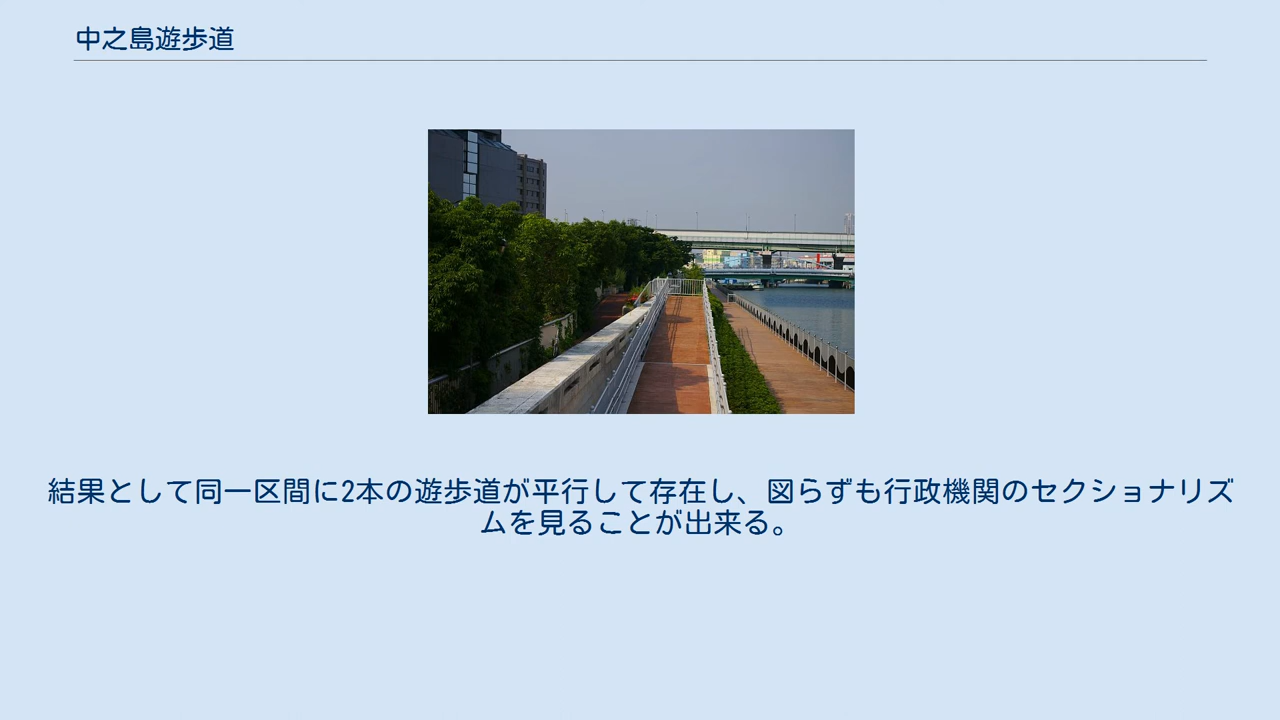 中之島遊歩道
結果として同一区間に2本の遊歩道が平行して存在し、図らずも行政機関のセクショナリズ
ムを見ることが出来る。